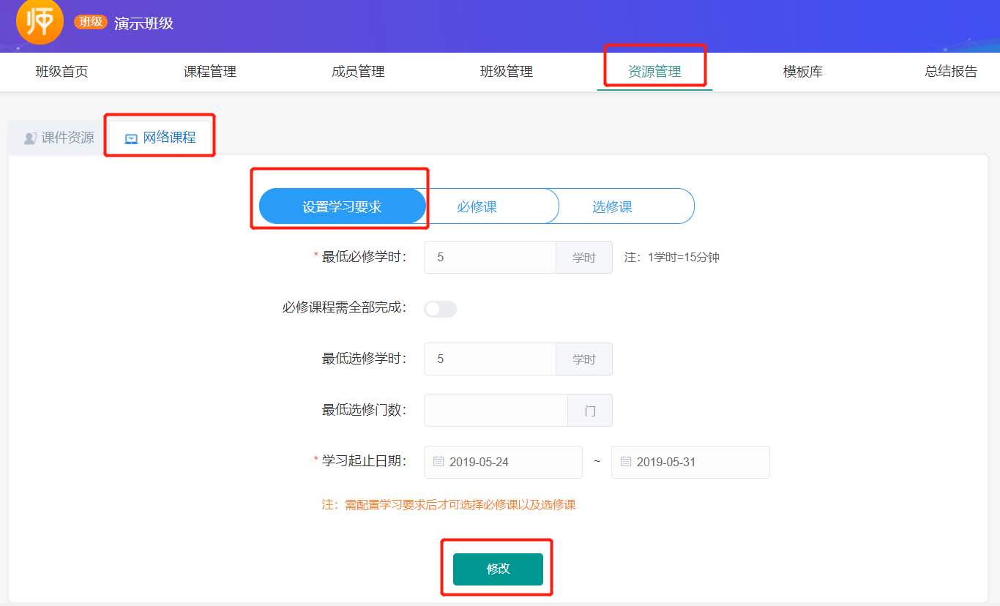 师
班级 演示班级
班级首页 课程管理 成员管理 班级管理 资源管理 模板库 总结报告
课件资源 网络课程
设置学习要求 必修课 选修课
* 最低必修学时： 5 学时 注：1学时=15分钟
必修课程需全部完成：
最低选修学时： 5 学时
最低选修门数： 门
* 学习起止日期： 2019-05-24 ~ 2019-05-31
注：需配置学习要求后才可选择必修课以及选修课
修改